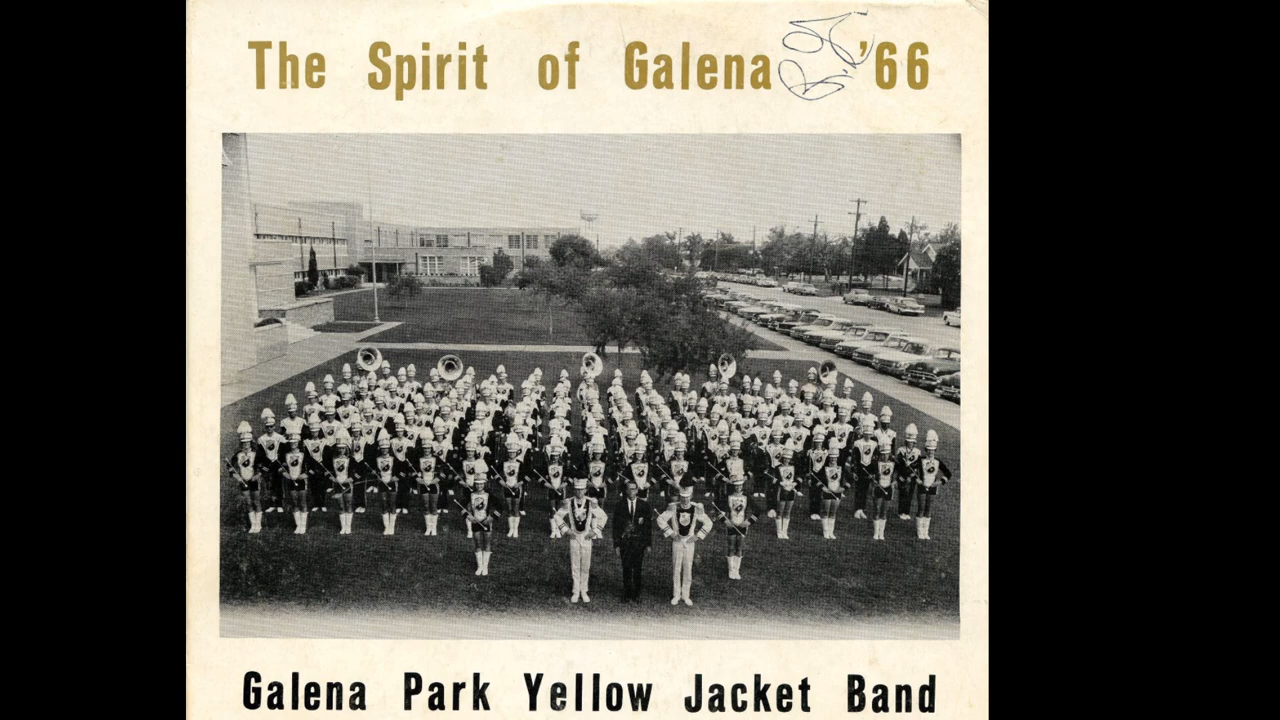 The Spirit of Galena '66
Galena Park Yellow Jacket Band